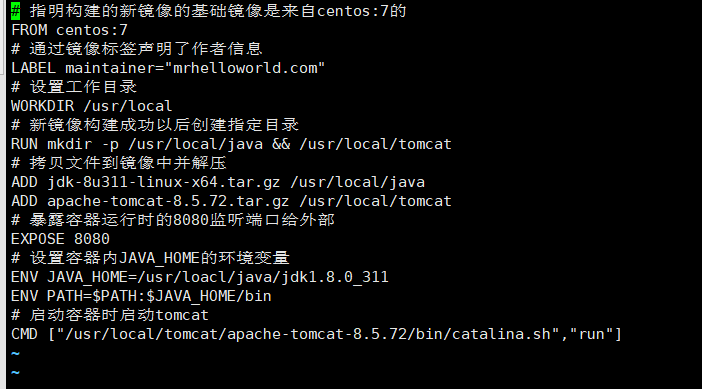 # 指明构建的新镜像的基础镜像是来自centos:7的
FROM centos:7
# 通过镜像标签声明了作者信息
LABEL maintainer="mrhelloworld.com"
# 设置工作目录
WORKDIR /usr/local
# 新镜像构建成功以后创建指定目录
RUN mkdir -p /usr/local/java && /usr/local/tomcat
# 拷贝文件到镜像中并解压
ADD jdk-8u311-linux-x64.tar.gz /usr/local/java
ADD apache-tomcat-8.5.72.tar.gz /usr/local/tomcat
# 暴露容器运行时的8080监听端口给外部
EXPOSE 8080
# 设置容器内JAVA_HOME的环境变量
ENV JAVA_HOME=/usr/loacl/java/jdk1.8.0_311
ENV PATH=$PATH:$JAVA_HOME/bin
# 启动容器时启动tomcat
CMD ["/usr/local/tomcat/apache-tomcat-8.5.72/bin/catalina.sh","run"]
~
~